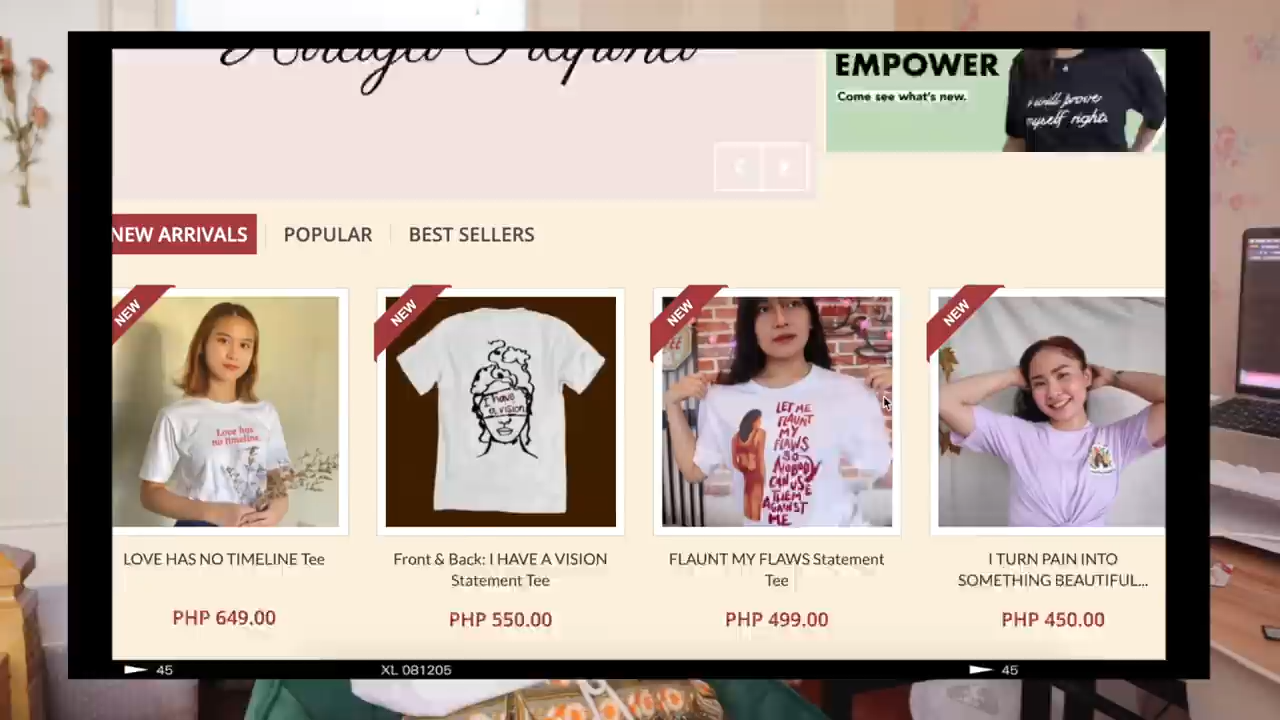 EMPOWER
Come see what's new.
I will prove
myself right.
NEW ARRIVALS
POPULAR
BEST SELLERS
NEW
NEW
NEW
NEW
Love has
no timeline.
I have
a vision
LET ME
FLAUNT
MY
FLAWS
SO
NOBODY
CAN USE
THEM
AGAINST
ME
LOVE HAS NO TIMELINE Tee
Front & Back: I HAVE A VISION
Statement Tee
FLAUNT MY FLAWS Statement
Tee
I TURN PAIN INTO
SOMETHING BEAUTIFUL...
PHP 649.00
PHP 550.00
PHP 499.00
PHP 450.00
45
XL 081205
45